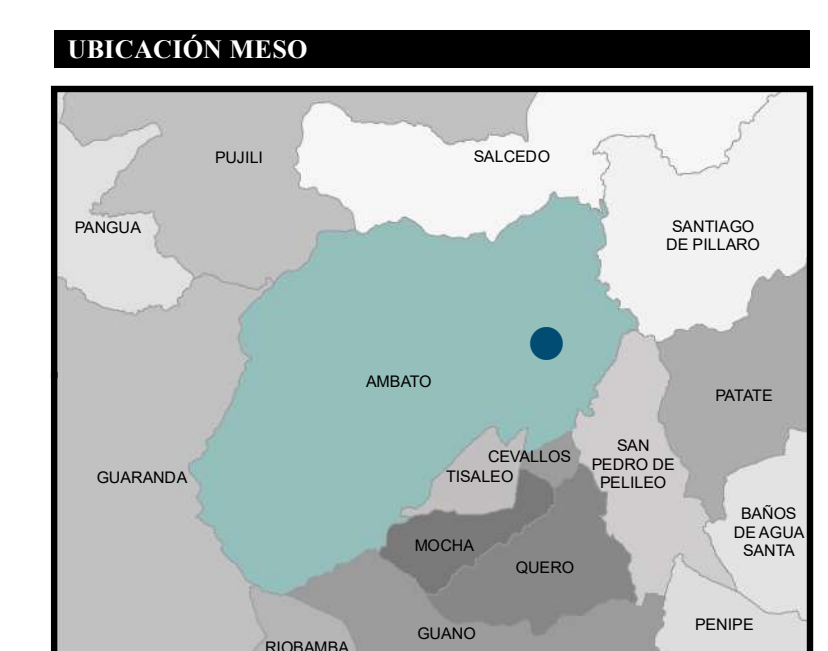 UBICACIÓN MESO
PUJILI
SALCEDO
PANGUA
SANTIAGO
DE PILLARO
AMBATO
PATATE
SAN
PEDRO DE
PELILEO
CEVALLOS
TISALEO
GUARANDA
BAÑOS
DE AGUA
SANTA
MOCHA
QUERO
PENIPE
GUANO
RIOBAMBA